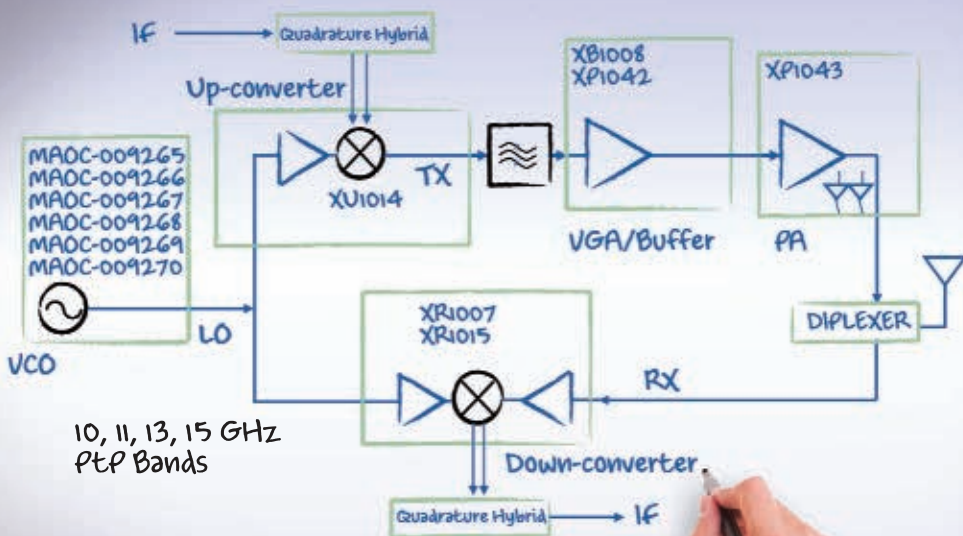 IF
Quadrature Hybrid
Up-converter
XU1014
TX
XB1008
XP1042
VGA/Buffer
XP1043
PA
MAOC-009265
MAOC-009266
MAOC-009267
MAOC-009268
MAOC-009269
MAOC-009270
VCO
LO
DIPLEXER
XR1007
XR1015
RX
10, 11, 13, 15 GHz
PtP Bands
Down-converter
Quadrature Hybrid
IF